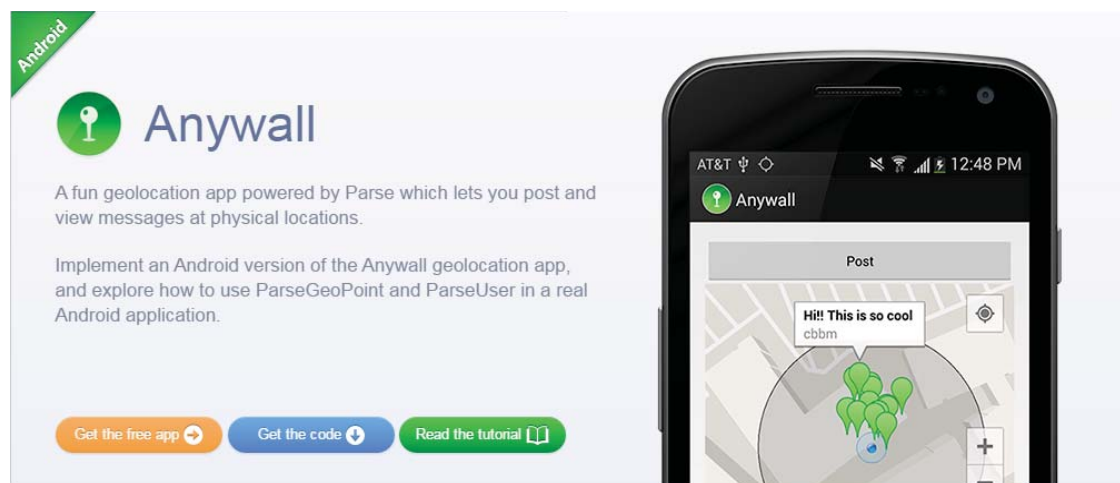 Android
Anywall
A fun geolocation app powered by Parse which lets you post and
view messages at physical locations.
Implement an Android version of the Anywall geolocation app,
and explore how to use ParseGeoPoint and ParseUser in a real
Android application.
Get the free app
Get the code
Read the tutorial
AT&T 12:48 PM
Anywall
Post
Hi!! This is so cool
cbbm
+